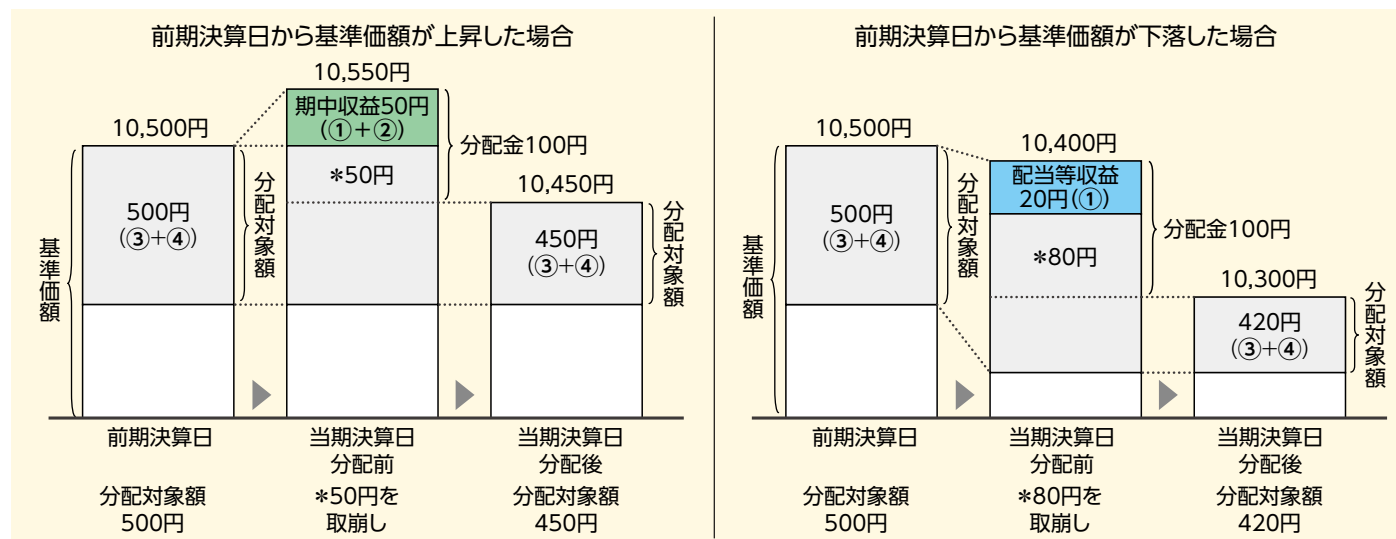 前期決算日から基準価額が上昇した場合
10,550円
期中収益50円
(①+②)
10,500円
分配金100円
*50円
10,450円
500円
(③+④)
分配対象額
450円
(③+④)
分配対象額
基準価額
前期決算日
当期決算日
分配前
当期決算日
分配後
分配対象額
500円
*50円を
取崩し
分配対象額
450円
前期決算日から基準価額が下落した場合
10,500円
10,400円
配当等収益
20円(①)
500円
(③+④)
分配対象額
分配金100円
*80円
10,300円
420円
(③+④)
分配対象額
基準価額
前期決算日
当期決算日
分配前
当期決算日
分配後
分配対象額
500円
*80円を
取崩し
分配対象額
420円